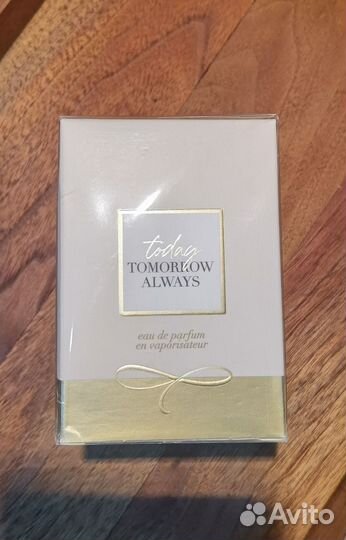 today
TOMORROW
ALWAYS
eau de parfum
en vaporisateur
Avito